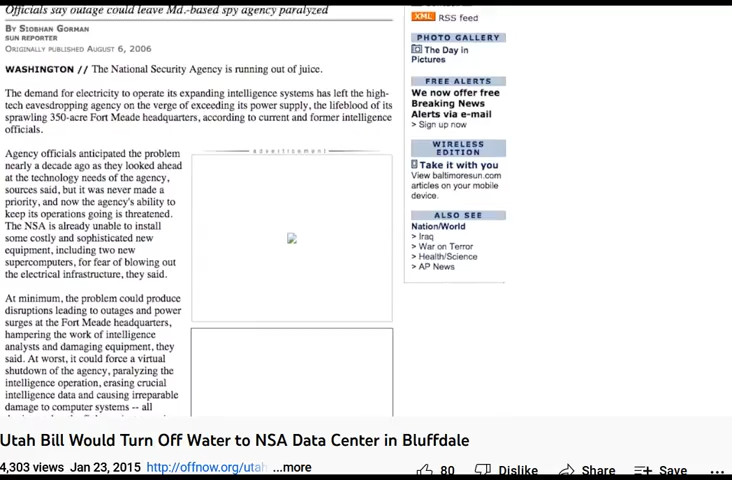 Officials say outage could leave Md.-based spy agency paralyzed
BY SIOBHAN GORMAN
SUN REPORTER
ORIGINALLY PUBLISHED AUGUST 6, 2006
WASHINGTON // The National Security Agency is running out of juice.
The demand for electricity to operate its expanding intelligence systems has left the high-
tech eavesdropping agency on the verge of exceeding its power supply, the lifeblood of its
sprawling 350-acre Fort Meade headquarters, according to current and former intelligence
officials.
Agency officials anticipated the problem
nearly a decade ago as they looked ahead
at the technology needs of the agency,
sources said, but it was never made a
priority, and now the agency's ability to
keep its operations going is threatened.
The NSA is already unable to install
some costly and sophisticated new
equipment, including two new
supercomputers, for fear of blowing out
the electrical infrastructure, they said.
At minimum, the problem could produce
disruptions leading to outages and power
surges at the Fort Meade headquarters,
hampering the work of intelligence
analysts and damaging equipment, they
said. At worst, it could force a virtual
shutdown of the agency, paralyzing the
intelligence operation, erasing crucial
intelligence data and causing irreparable
damage to computer systems -- all
advertisement
XML RSS feed
PHOTO GALLERY
The Day in
Pictures
FREE ALERTS
We now offer free
Breaking News
Alerts via e-mail
> Sign up now
WIRELESS
EDITION
Take it with you
View baltimoresun.com
articles on your mobile
device.
ALSO SEE
Nation/World
> Iraq
> War on Terror
> Health/Science
> AP News
Utah Bill Would Turn Off Water to NSA Data Center in Bluffdale
4,303 views Jan 23, 2015 http://offnow.org/utah ...more
80 Dislike Share Save ...